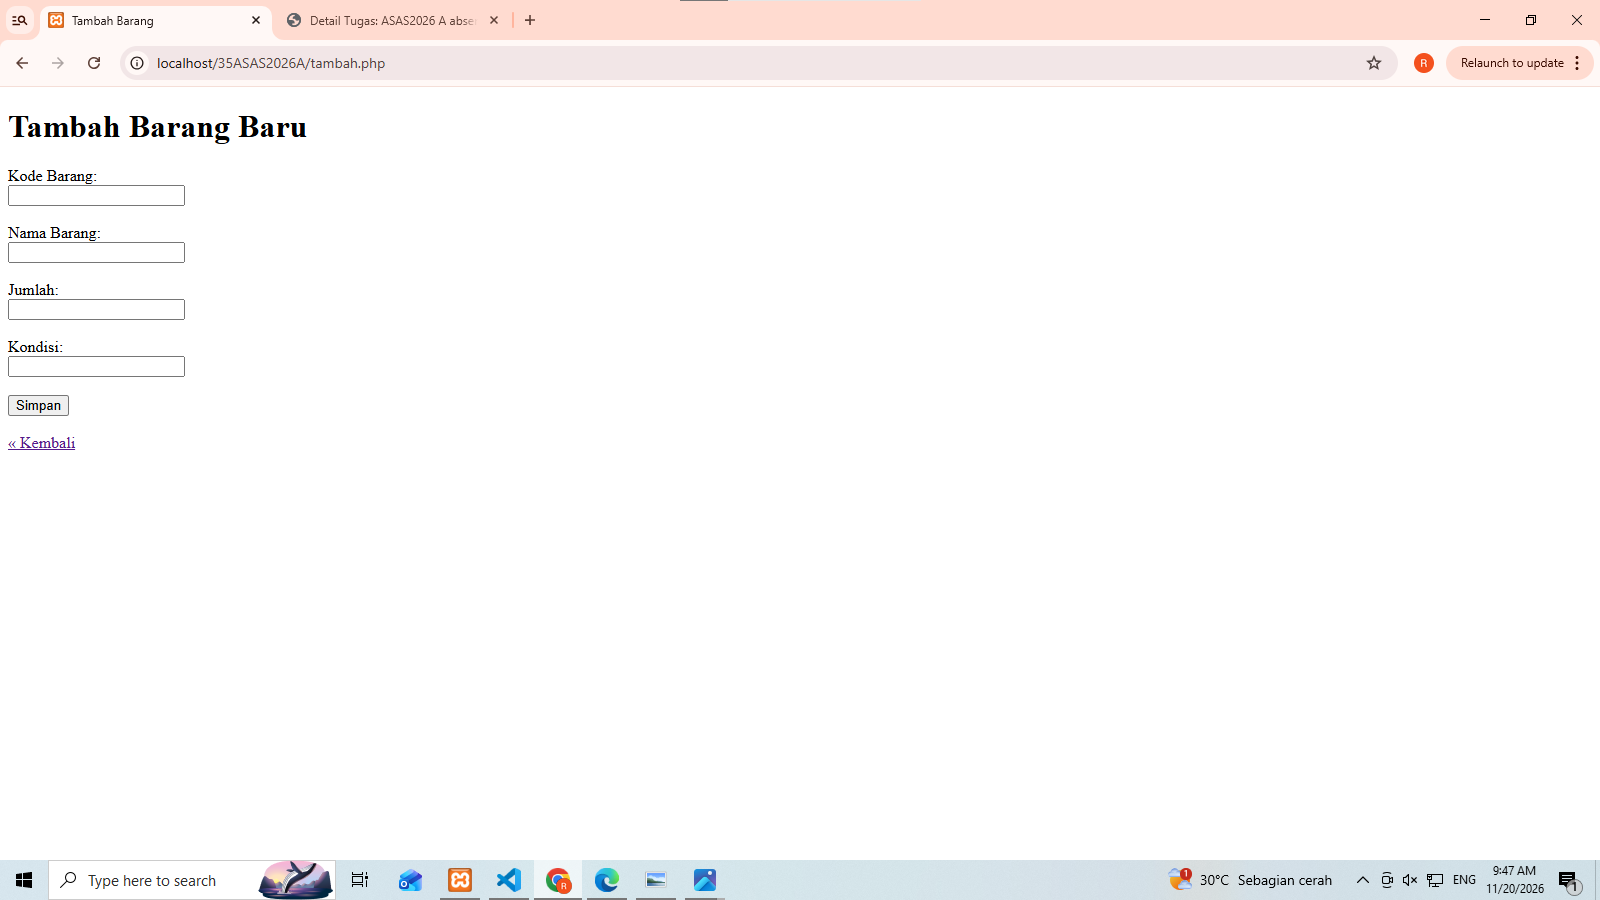 Tambah Barang
Detail Tugas: ASAS2026 A abse
localhost/35ASAS2026A/tambah.php
R
Relaunch to update
Tambah Barang Baru
Kode Barang:
Nama Barang:
Jumlah:
Kondisi:
Simpan
« Kembali
Type here to search
R
1
30°C Sebagian cerah
ENG
9:47 AM
11/20/2026
1